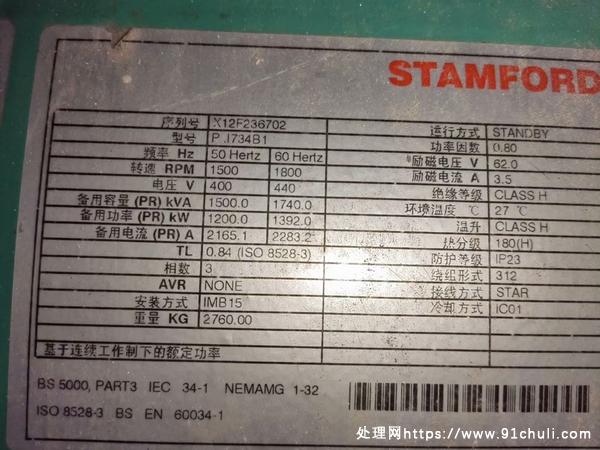 STAMFORD
序列号 X12F236702
型号 P.I734B1
频率 Hz 50 Hertz 60 Hertz
转速 RPM 1500 1800
电压 V 400 440
备用容量 (PR) kVA 1500.0 1740.0
备用功率 (PR) kW 1200.0 1392.0
备用电流 (PR) A 2165.1 2283.2
TL 0.84 (ISO 8528-3)
相数 3
AVR NONE
安装方式 IMB15
重量 KG 2760.00
运行方式 STANDBY
功率因数 0.80
励磁电压 V 62.0
励磁电流 A 3.5
绝缘等级 CLASS H
环境温度 ℃ 27 ℃
温升 CLASS H
热分级 180(H)
防护等级 IP23
绕组形式 312
接线方式 STAR
冷却方式 IC01
基于连续工作制下的额定功率
BS 5000, PART3 IEC 34-1 NEMAMG 1-32
ISO 8528-3 BS EN 60034-1
处理网https://www.91chuli.com/